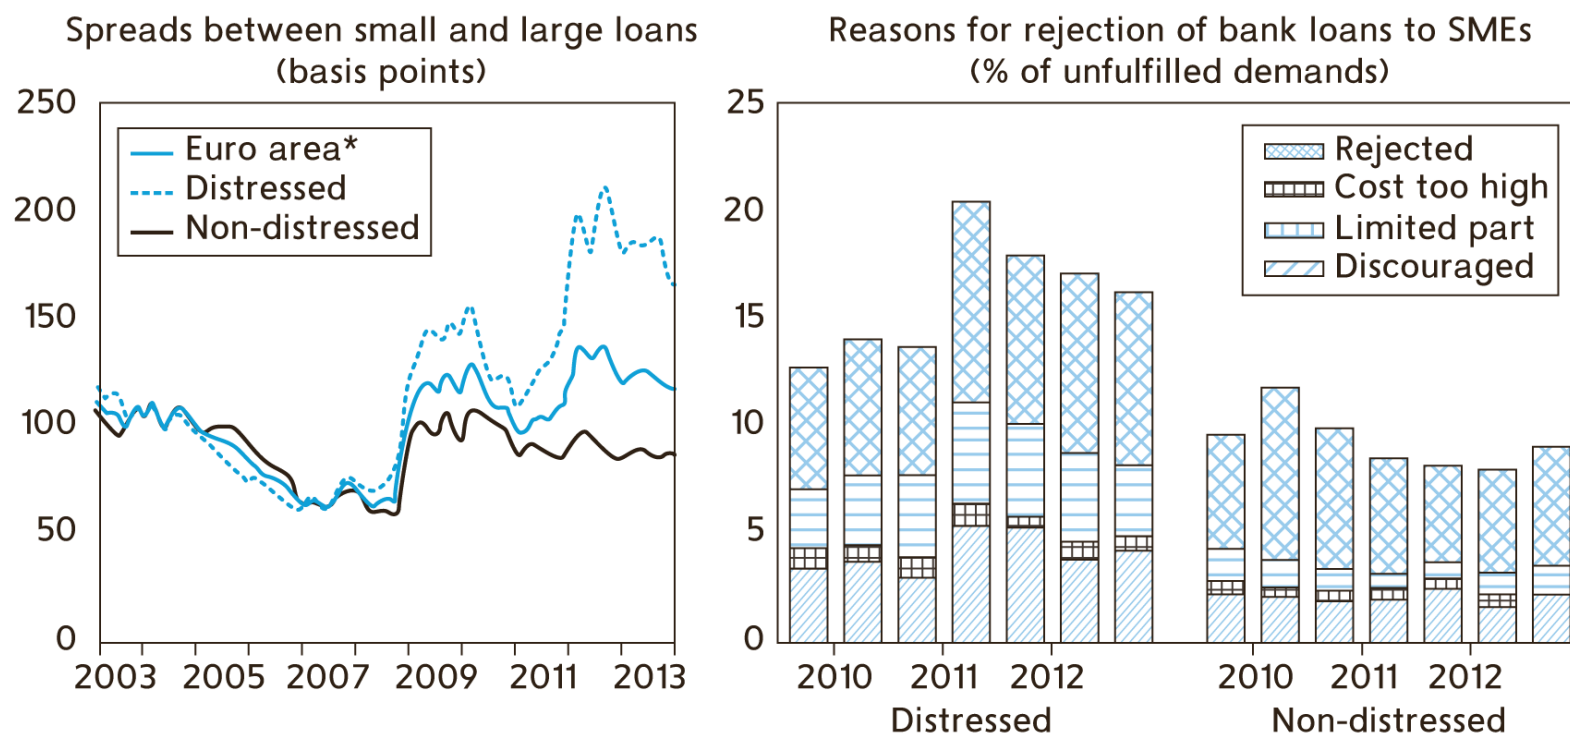 Spreads between small and large loans
(basis points)
250
200
150
100
50
0
Euro area*
Distressed
Non-distressed
2003 2005 2007 2009 2011 2013
Reasons for rejection of bank loans to SMEs
(% of unfulfilled demands)
25
20
15
10
5
0
Rejected
Cost too high
Limited part
Discouraged
2010 2011 2012
Distressed
2010 2011 2012
Non-distressed